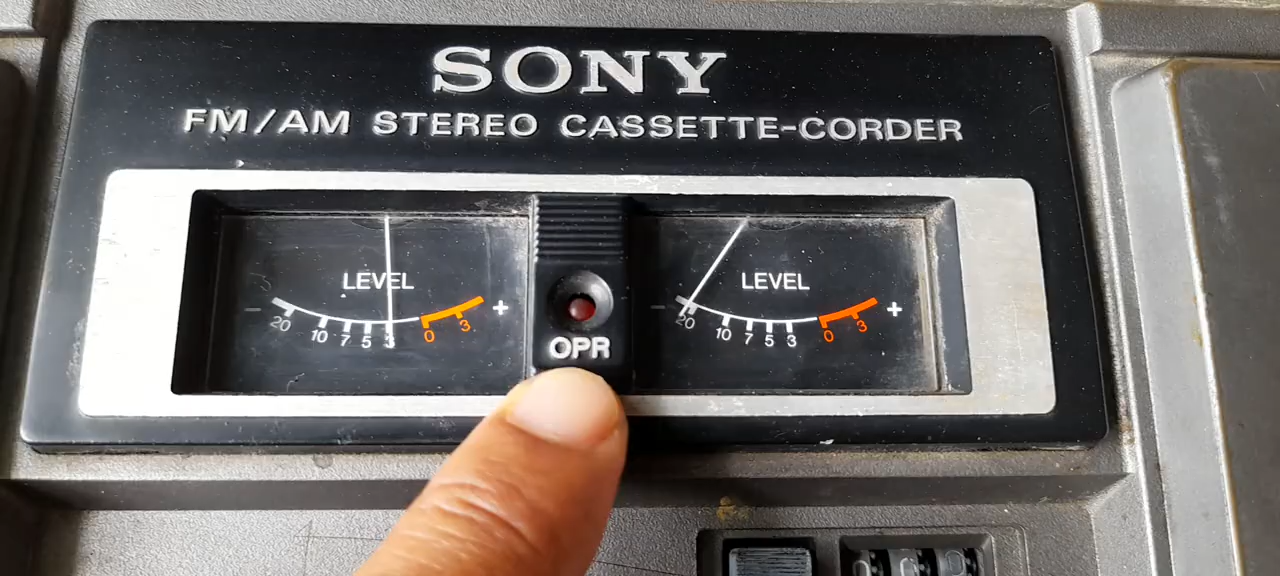 SONY
FM/AM STEREO CASSETTE-CORDER
LEVEL
- 20 10 7 5 3 0 3 +
OPR
LEVEL
- 20 10 7 5 3 0 3 +